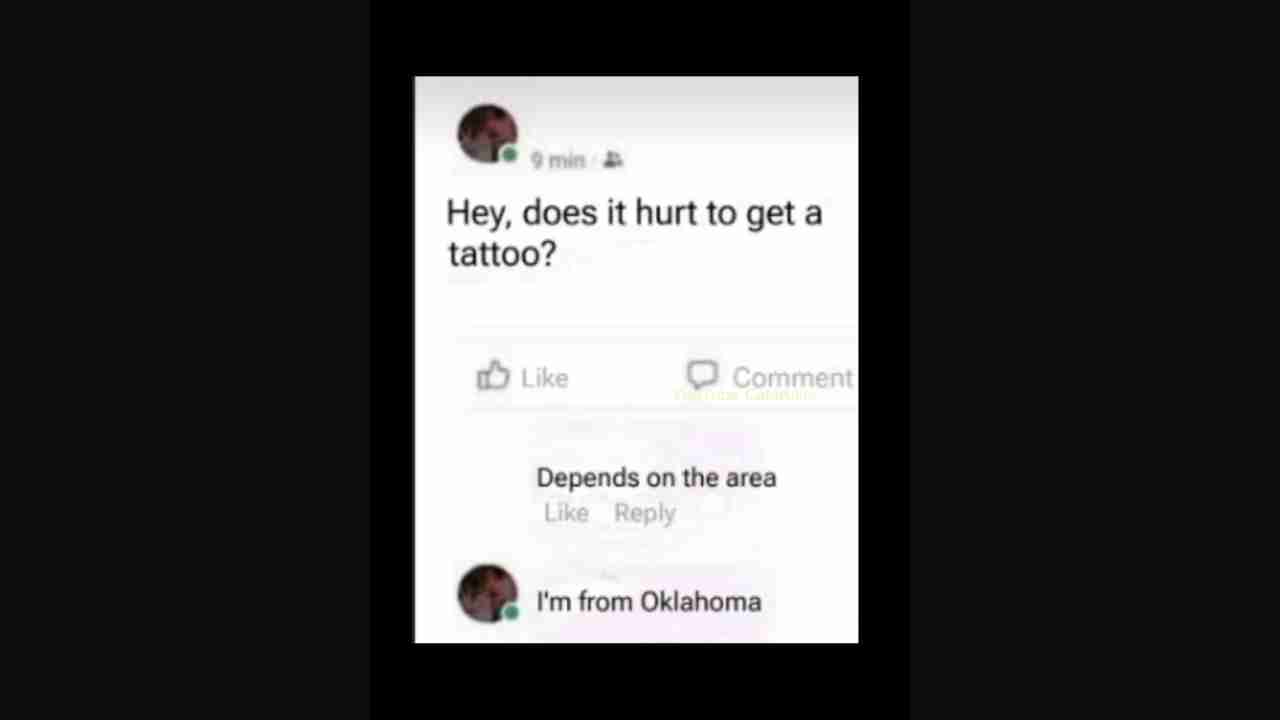 9 min
Hey, does it hurt to get a
tattoo?
Like
Comment
Depends on the area
Like Reply
I'm from Oklahoma